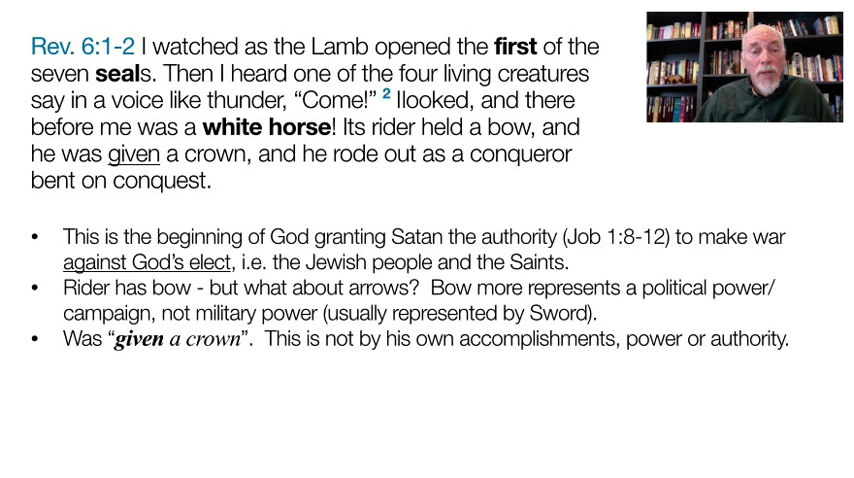 Rev. 6:1-2 I watched as the Lamb opened the first of the
seven seals. Then I heard one of the four living creatures
say in a voice like thunder, “Come!” 2 Ilooked, and there
before me was a white horse! Its rider held a bow, and
he was given a crown, and he rode out as a conqueror
bent on conquest.
• This is the beginning of God granting Satan the authority (Job 1:8-12) to make war
against God’s elect, i.e. the Jewish people and the Saints.
• Rider has bow - but what about arrows? Bow more represents a political power/
campaign, not military power (usually represented by Sword).
• Was “given a crown”. This is not by his own accomplishments, power or authority.